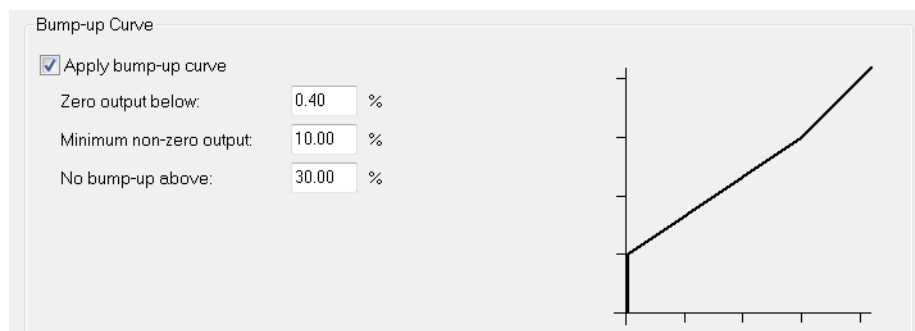 Bump-up Curve
Apply bump-up curve
Zero output below: 0.40 %
Minimum non-zero output: 10.00 %
No bump-up above: 30.00 %